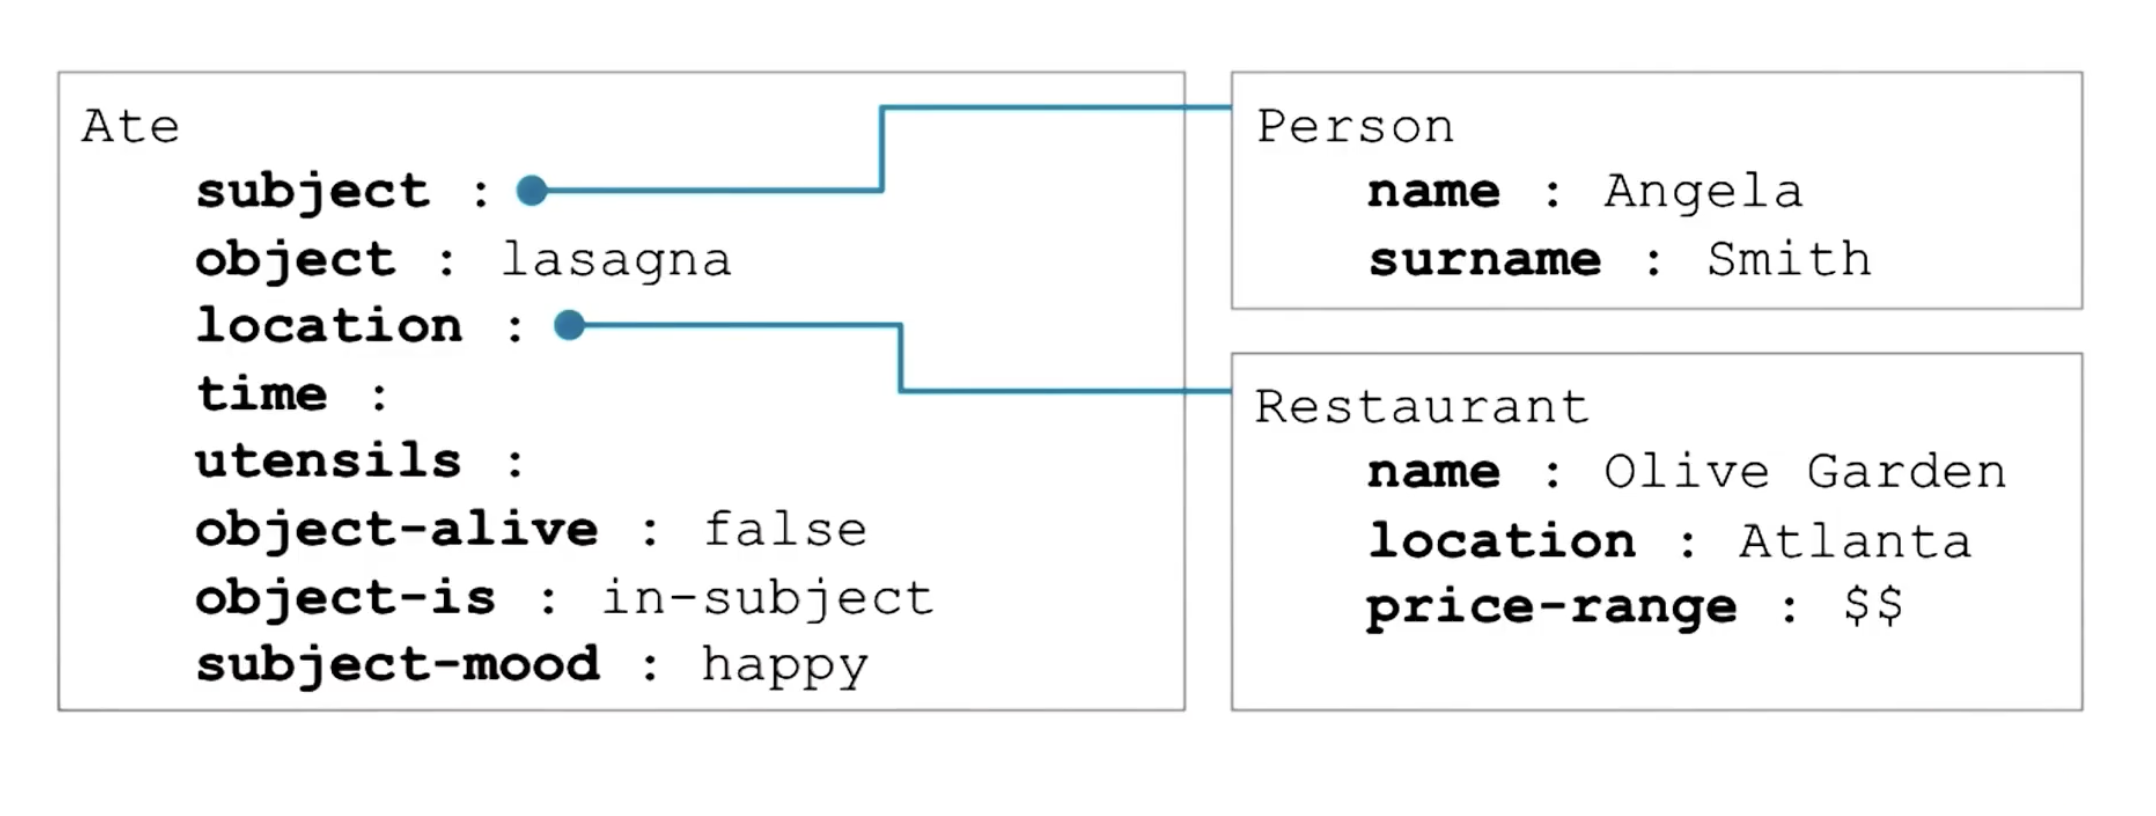 Ate
subject :
object : lasagna
location :
time :
utensils :
object-alive : false
object-is : in-subject
subject-mood : happy
Person
name : Angela
surname : Smith
Restaurant
name : Olive Garden
location : Atlanta
price-range : $$